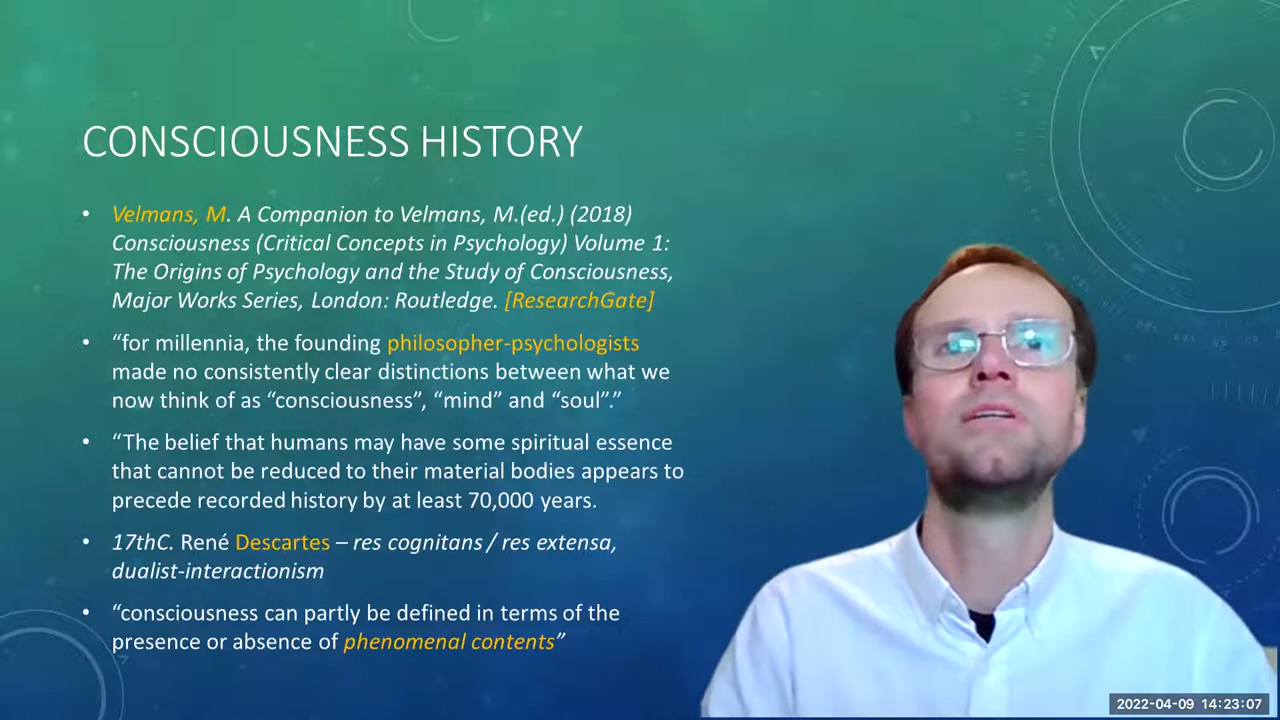 CONSCIOUSNESS HISTORY
• Velmans, M. A Companion to Velmans, M.(ed.) (2018)
Consciousness (Critical Concepts in Psychology) Volume 1:
The Origins of Psychology and the Study of Consciousness,
Major Works Series, London: Routledge. [ResearchGate]
• “for millennia, the founding philosopher-psychologists
made no consistently clear distinctions between what we
now think of as “consciousness”, “mind” and “soul”.”
• “The belief that humans may have some spiritual essence
that cannot be reduced to their material bodies appears to
precede recorded history by at least 70,000 years.
• 17thC. René Descartes – res cognitans / res extensa,
dualist-interactionism
• “consciousness can partly be defined in terms of the
presence or absence of phenomenal contents”
2022-04-09 14:23:07